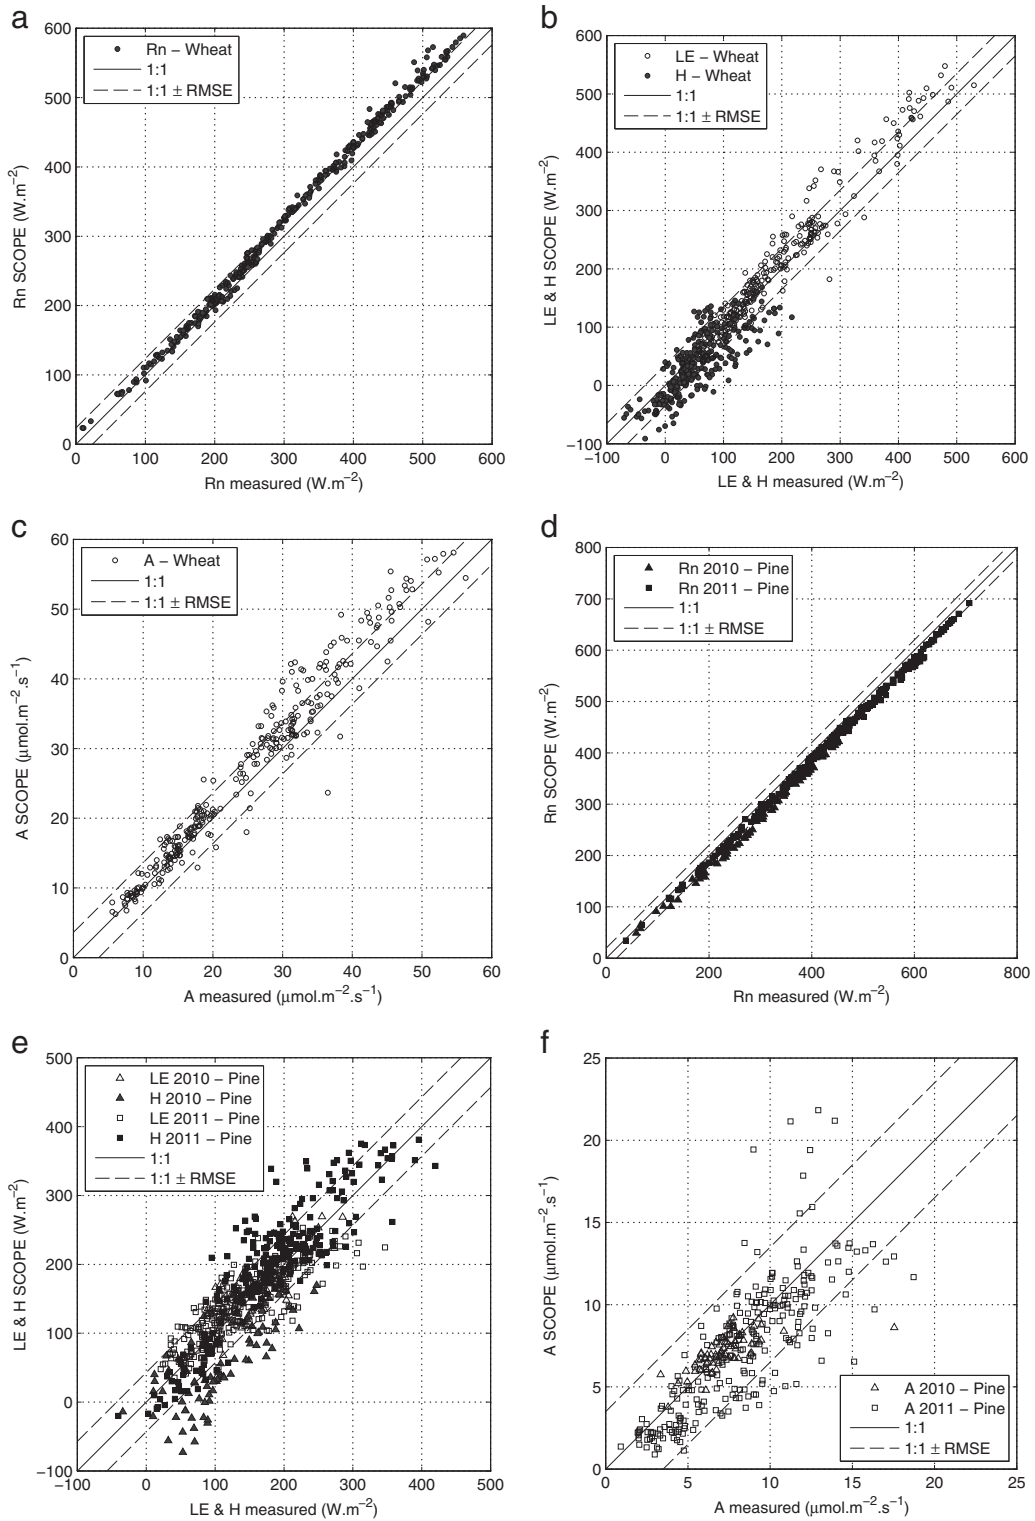 a
600
500
400
300
200
100
0
Rn SCOPE (W.m−2)
Rn − Wheat
1:1
1:1 ± RMSE
0 100 200 300 400 500 600
Rn measured (W.m−2)
b
600
500
400
300
200
100
0
−100
LE & H SCOPE (W.m−2)
LE − Wheat
H − Wheat
1:1
1:1 ± RMSE
−100 0 100 200 300 400 500 600
LE & H measured (W.m−2)
c
60
50
40
30
20
10
0
A SCOPE (μmol.m−2.s−1)
A − Wheat
1:1
1:1 ± RMSE
0 10 20 30 40 50 60
A measured (μmol.m−2.s−1)
d
800
700
600
500
400
300
200
100
0
Rn SCOPE (W.m−2)
Rn 2010 − Pine
Rn 2011 − Pine
1:1
1:1 ± RMSE
0 200 400 600 800
Rn measured (W.m−2)
e
500
400
300
200
100
0
−100
LE & H SCOPE (W.m−2)
LE 2010 − Pine
H 2010 − Pine
LE 2011 − Pine
H 2011 − Pine
1:1
1:1 ± RMSE
−100 0 100 200 300 400 500
LE & H measured (W.m−2)
f
25
20
15
10
5
0
A SCOPE (μmol.m−2.s−1)
A 2010 − Pine
A 2011 − Pine
1:1
1:1 ± RMSE
0 5 10 15 20 25
A measured (μmol.m−2.s−1)